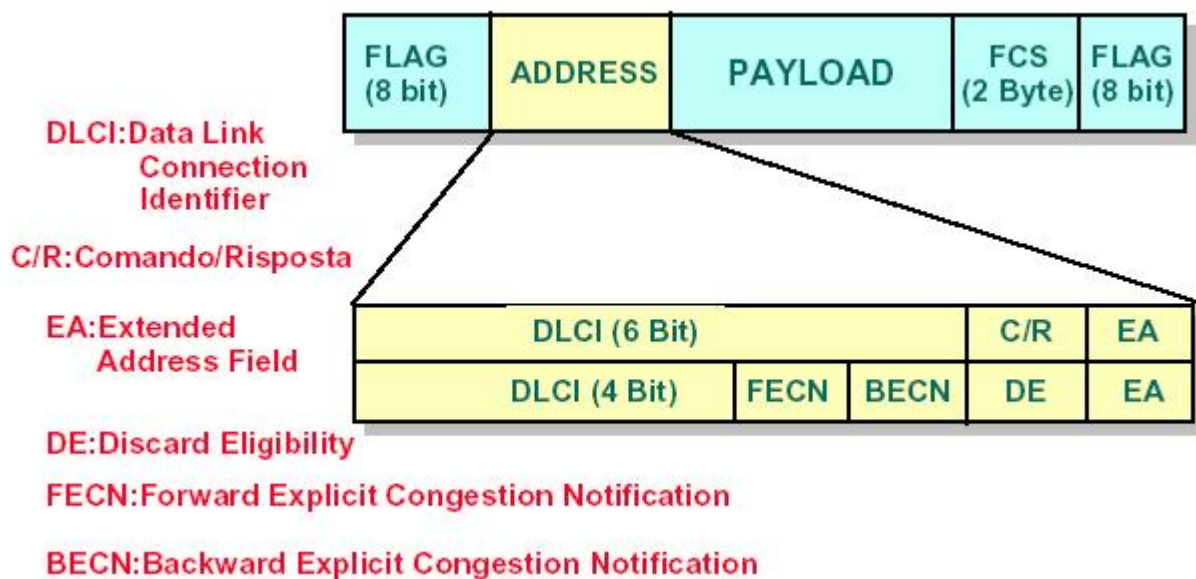 FLAG
(8 bit)
ADDRESS
PAYLOAD
FCS
(2 Byte)
FLAG
(8 bit)
DLCI:Data Link
Connection
Identifier
C/R:Comando/Risposta
EA:Extended
Address Field
DLCI (6 Bit)
C/R
EA
DLCI (4 Bit)
FECN
BECN
DE
EA
DE:Discard Eligibility
FECN:Forward Explicit Congestion Notification
BECN:Backward Explicit Congestion Notification